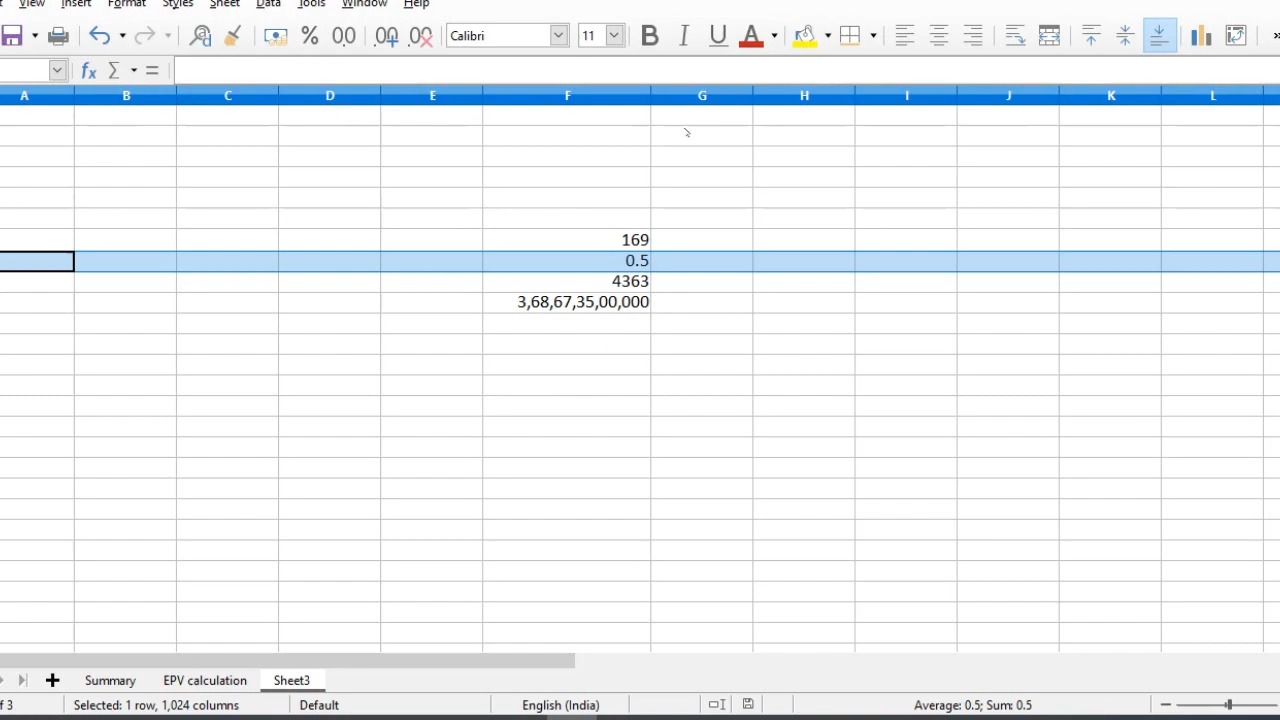 View Insert Format Styles Sheet Data Tools Window Help
Calibri 11
A B C D E F G H I J K L
169
0.5
4363
3,68,67,35,00,000
Summary EPV calculation Sheet3
f 3 Selected: 1 row, 1,024 columns Default English (India) Average: 0.5; Sum: 0.5